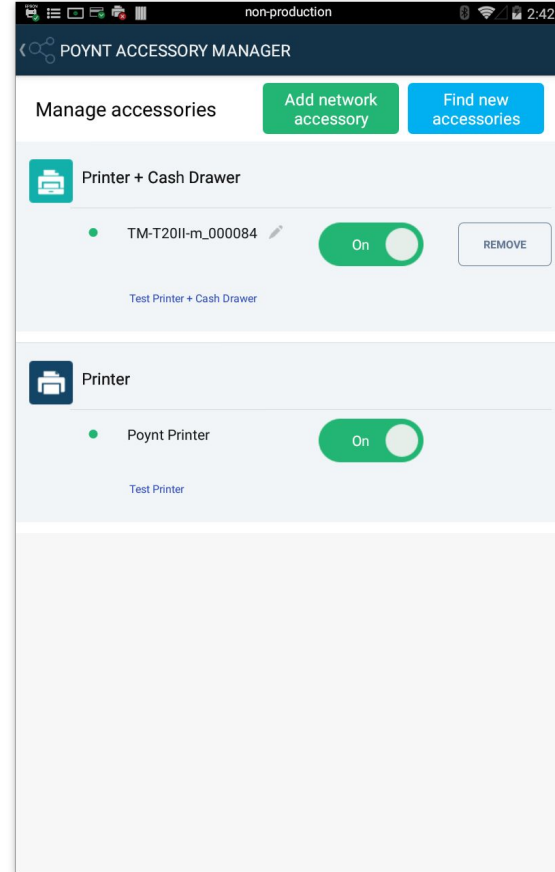 non-production 2:42
POYNT ACCESSORY MANAGER
Manage accessories
Add network
accessory
Find new
accessories
Printer + Cash Drawer
TM-T20II-m_000084
On
REMOVE
Test Printer + Cash Drawer
Printer
Poynt Printer
On
Test Printer